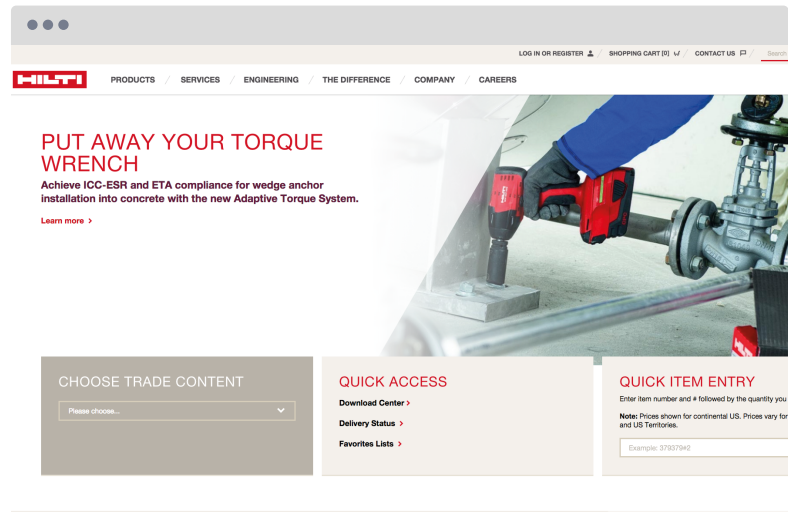 LOG IN OR REGISTER / SHOPPING CART [0] / CONTACT US / Search
HILTI
PRODUCTS / SERVICES / ENGINEERING / THE DIFFERENCE / COMPANY / CAREERS
PUT AWAY YOUR TORQUE
WRENCH
Achieve ICC-ESR and ETA compliance for wedge anchor
installation into concrete with the new Adaptive Torque System.
Learn more >
HILTI
CHOOSE TRADE CONTENT
Please choose...
QUICK ACCESS
Download Center >
Delivery Status >
Favorites Lists >
QUICK ITEM ENTRY
Enter item number and # followed by the quantity you
Note: Prices shown for continental US. Prices vary for
and US Territories.
Example: 379379#2